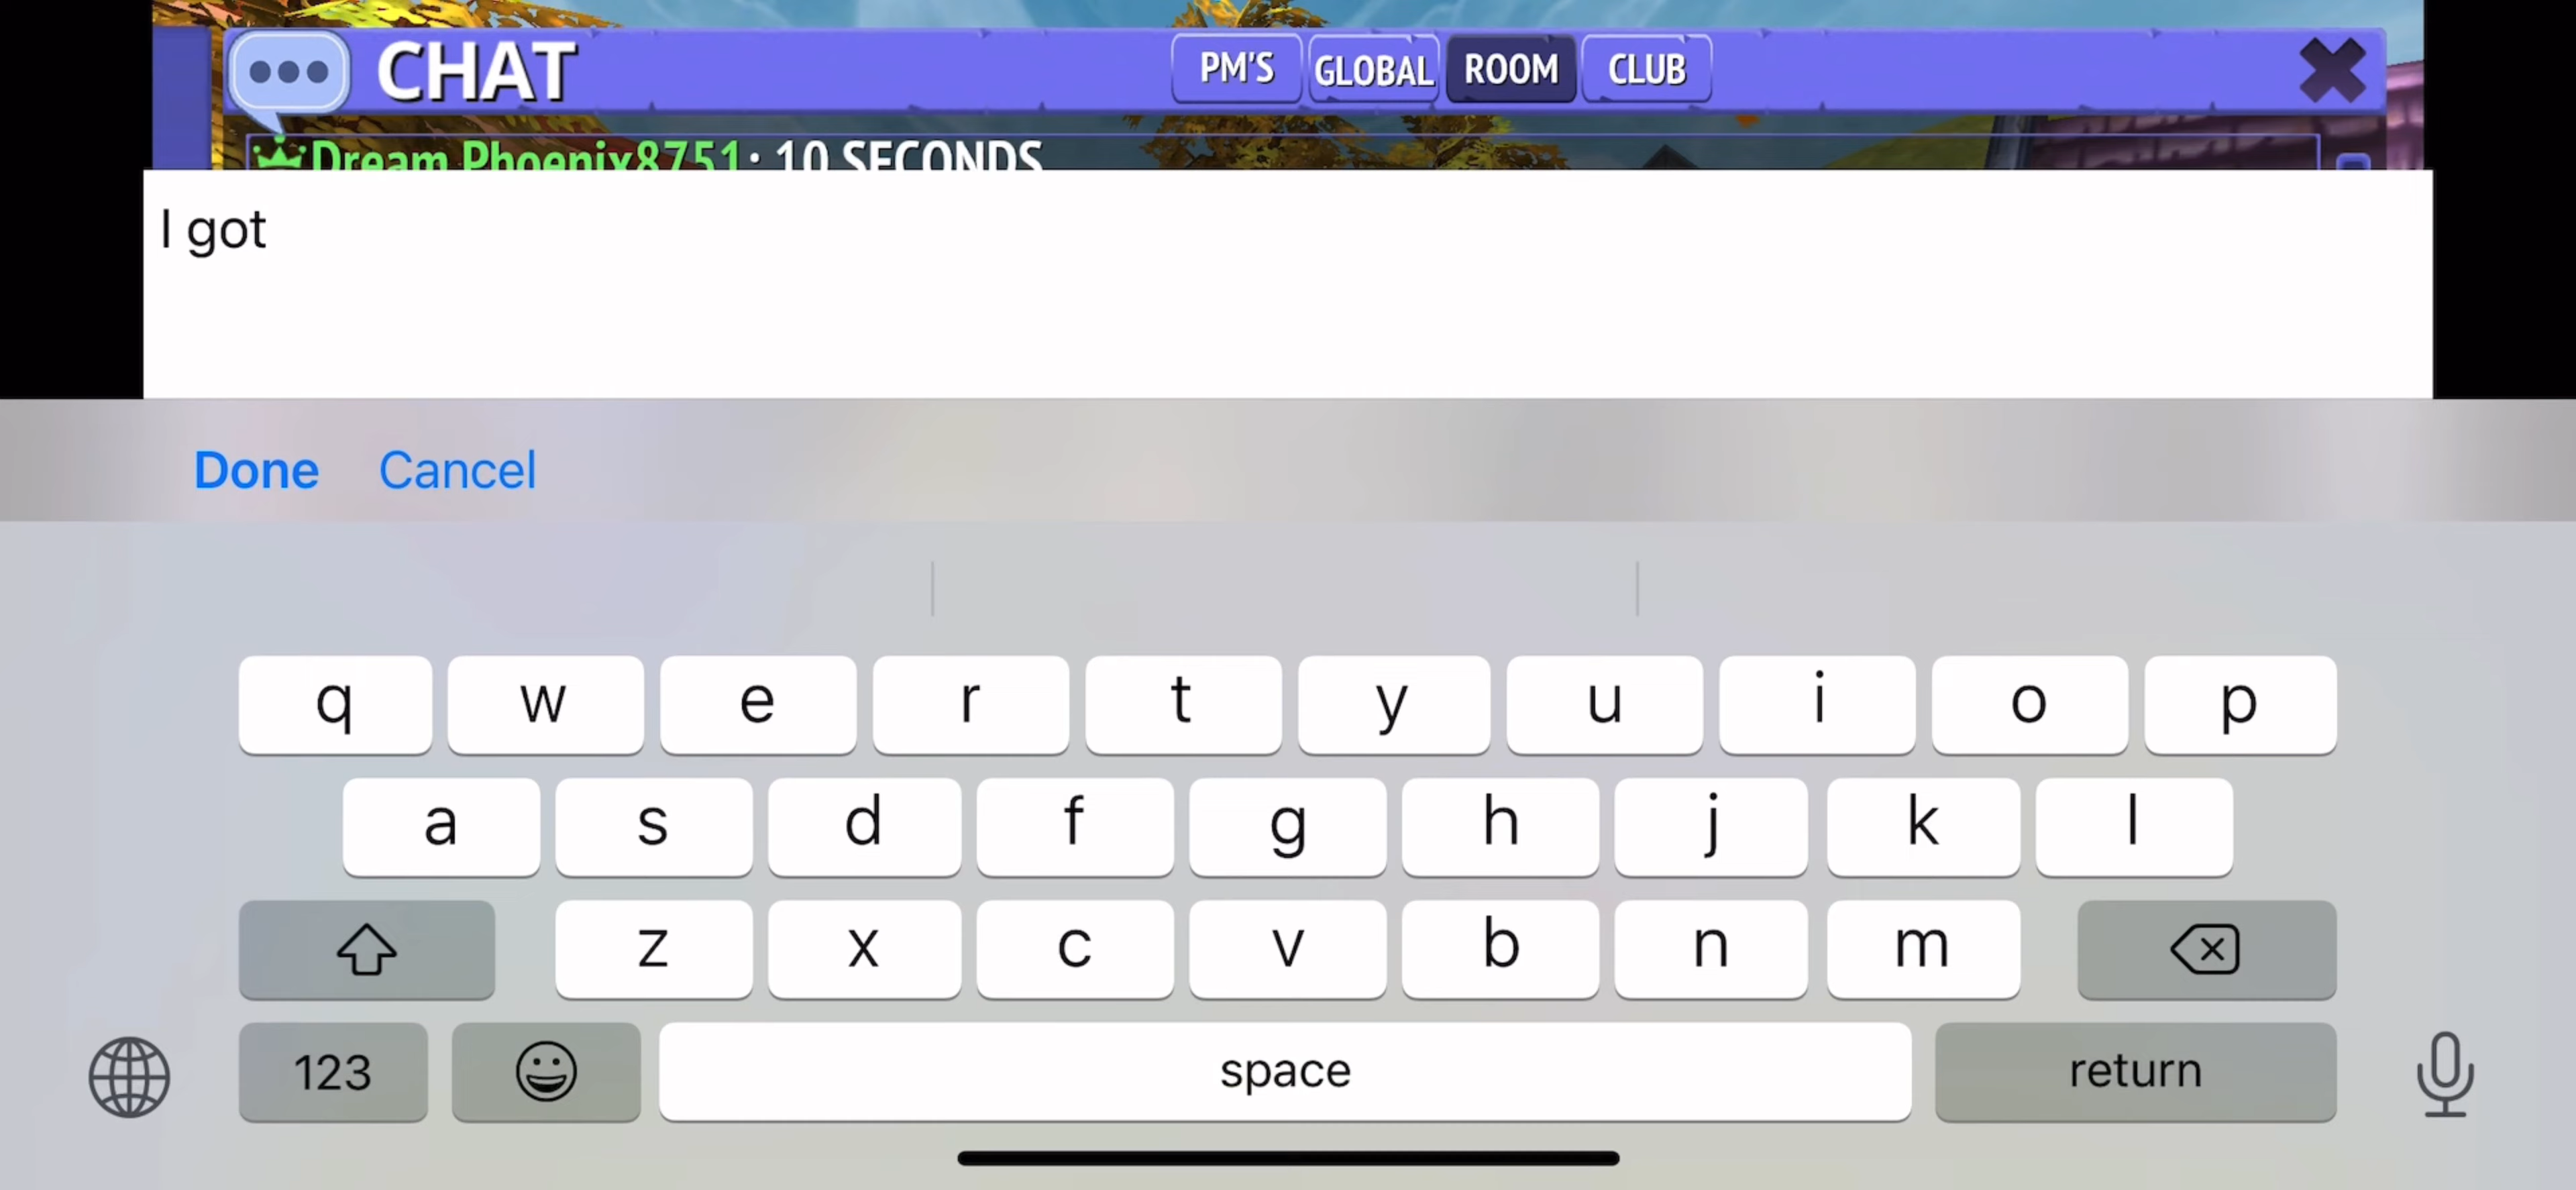 CHAT PM'S GLOBAL ROOM CLUB
Dream Phoenix8751: 10 SECONDS
I got
Done Cancel
q w e r t y u i o p
a s d f g h j k l
z x c v b n m
123 space return